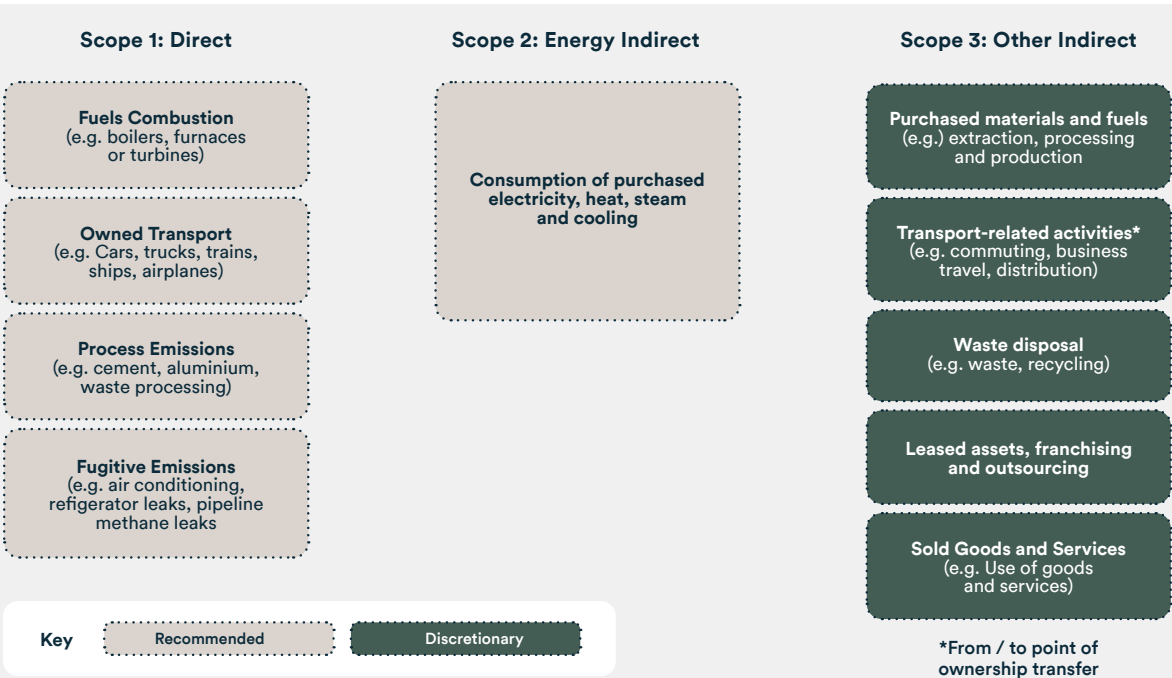 Scope 1: Direct
Fuels Combustion
(e.g. boilers, furnaces
or turbines)
Owned Transport
(e.g. Cars, trucks, trains,
ships, airplanes)
Process Emissions
(e.g. cement, aluminium,
waste processing)
Fugitive Emissions
(e.g. air conditioning,
refigerator leaks, pipeline
methane leaks
Scope 2: Energy Indirect
Consumption of purchased
electricity, heat, steam
and cooling
Scope 3: Other Indirect
Purchased materials and fuels
(e.g.) extraction, processing
and production
Transport-related activities*
(e.g. commuting, business
travel, distribution)
Waste disposal
(e.g. waste, recycling)
Leased assets, franchising
and outsourcing
Sold Goods and Services
(e.g. Use of goods
and services)
*From / to point of
ownership transfer
Key
Recommended
Discretionary